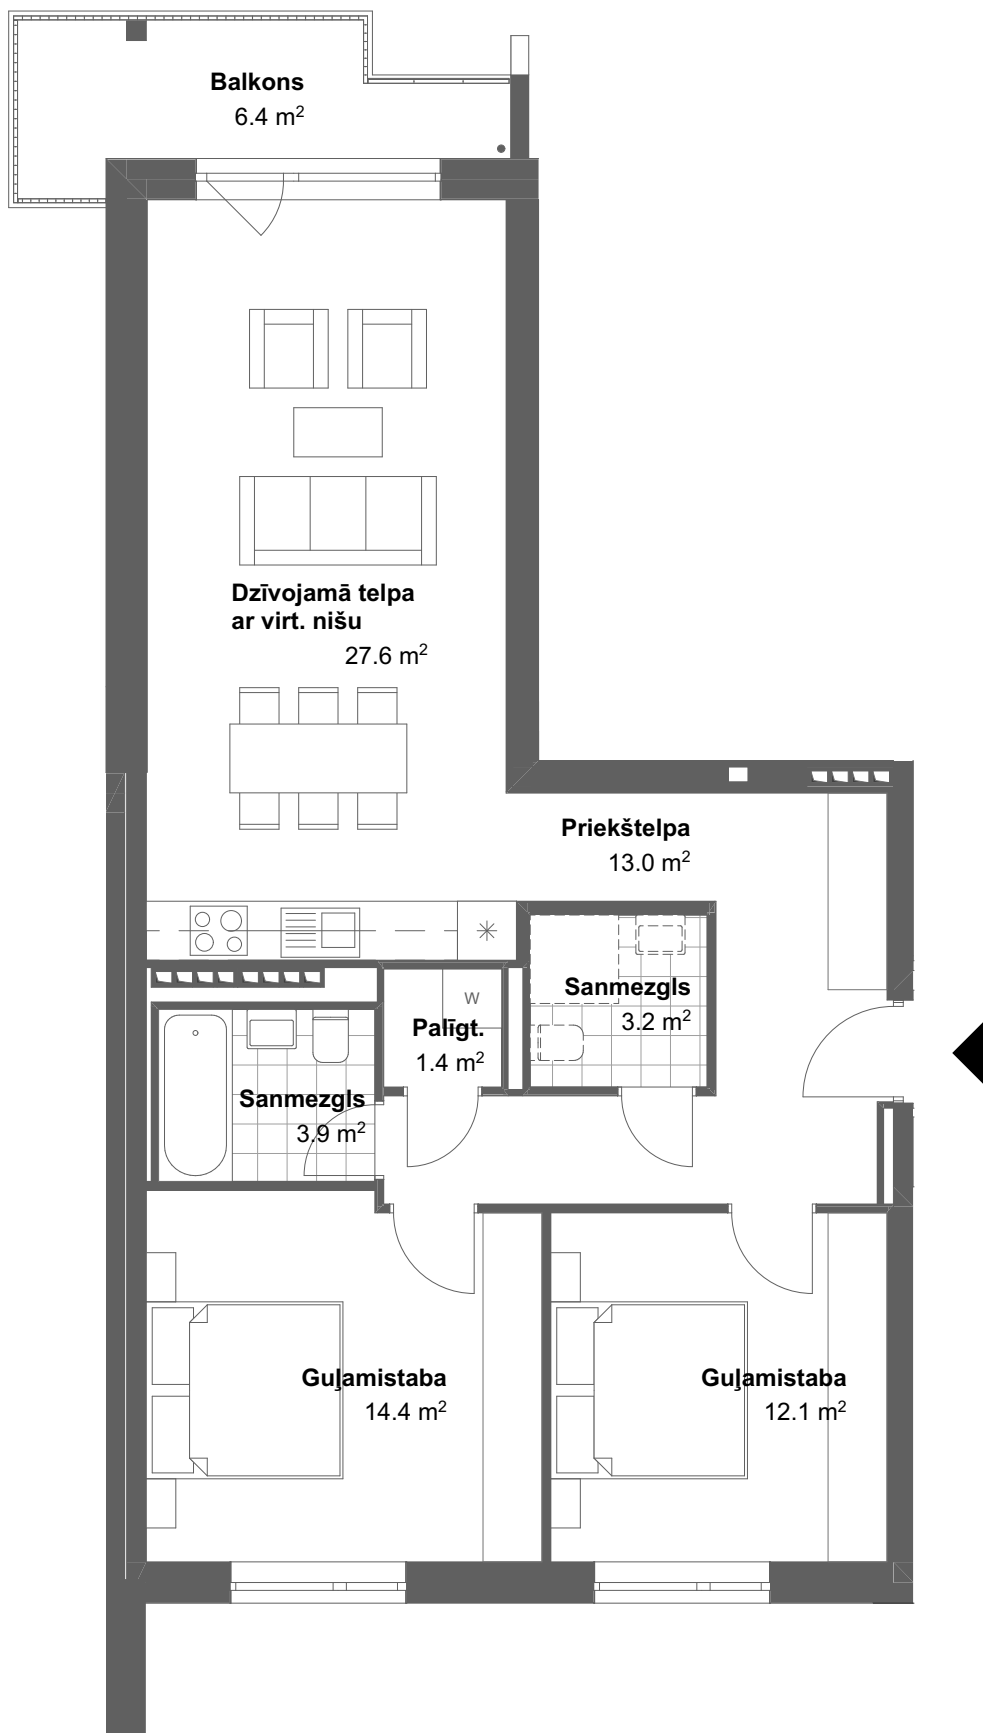 Balkons
6.4 m²
Dzīvojamā telpa
ar virt. nišu
27.6 m²
Priekštelpa
13.0 m²
Sanmezgls
3.2 m²
W
Palīgt.
1.4 m²
Sanmezgls
3.9 m²
Guļamistaba
14.4 m²
Guļamistaba
12.1 m²